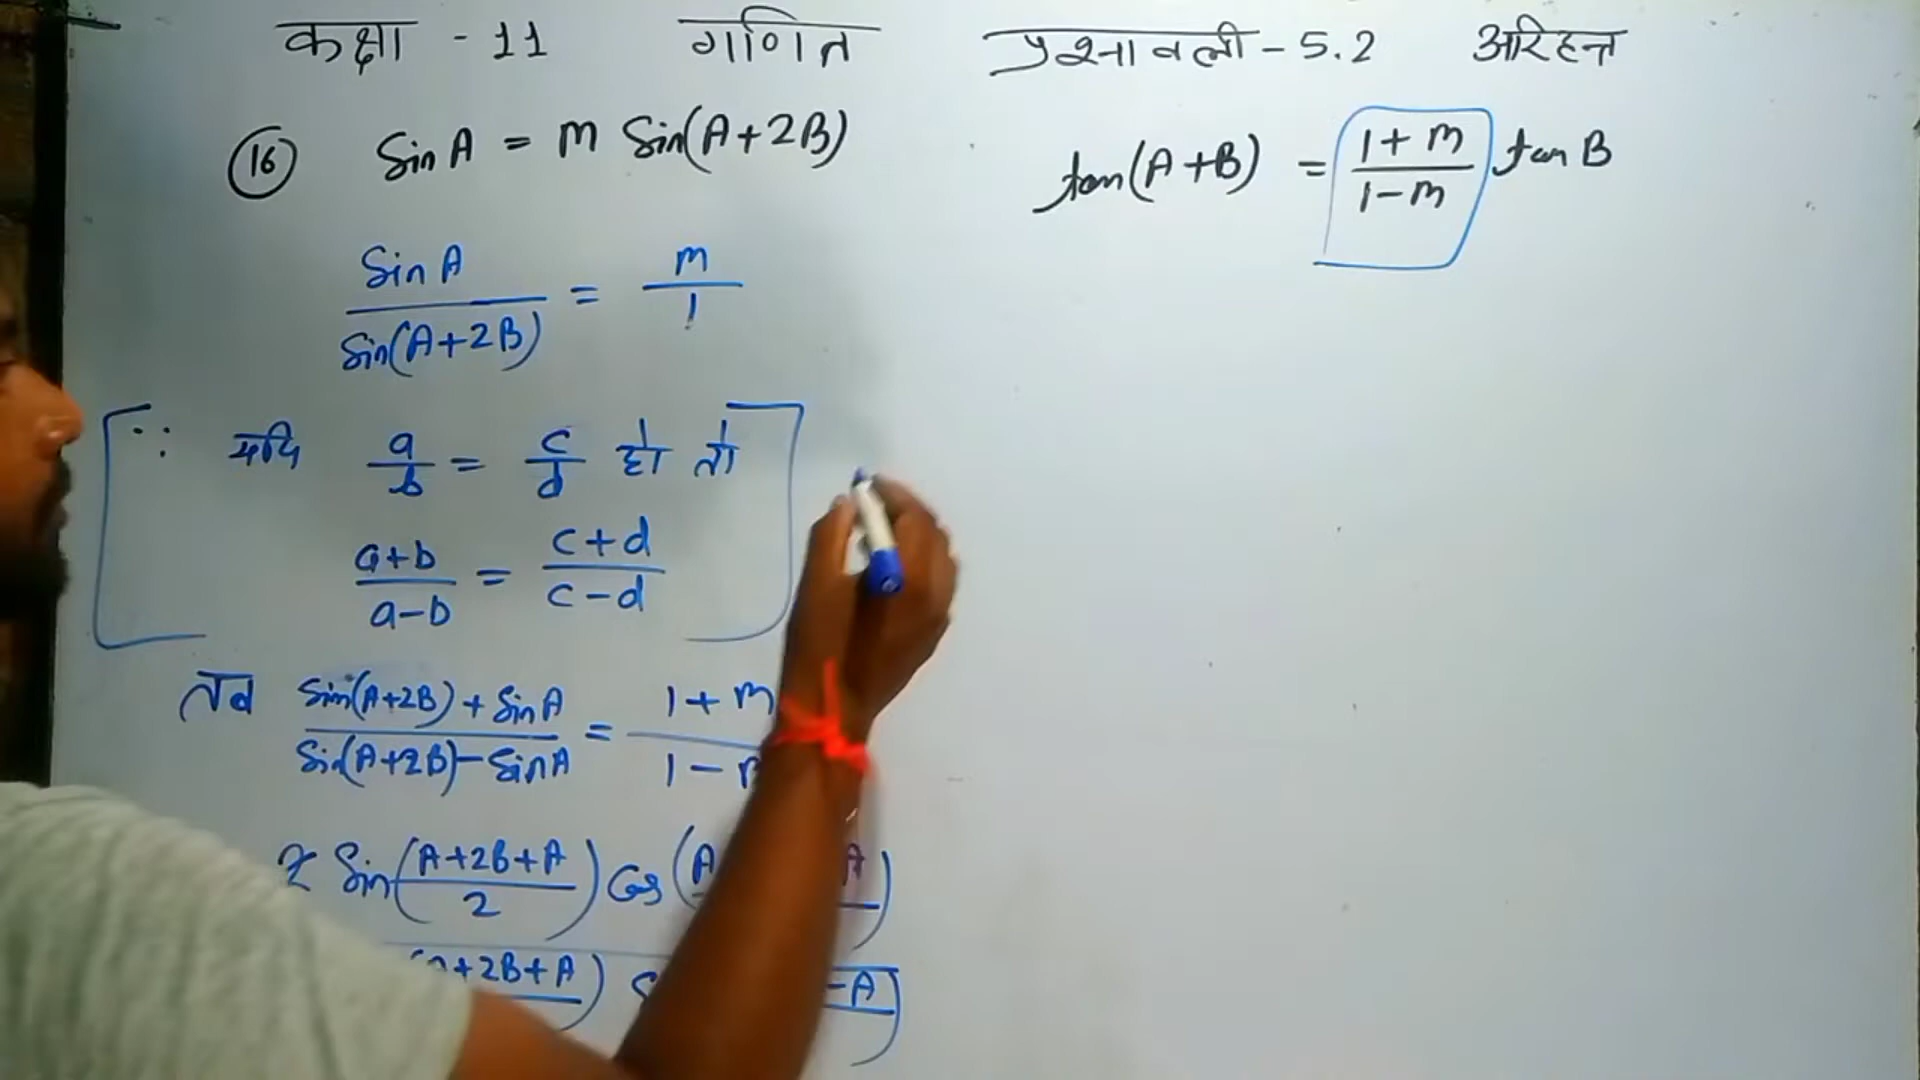 कक्षा - 11 गणित प्रश्नावली - 5.2 अरिहन्त
(16) Sin A = m Sin(A+2B)
tan(A+B) = (1+m)/(1-m) tan B
Sin A / Sin(A+2B) = m/1
∵ यदि a/b = c/d हो तो
(a+b)/(a-b) = (c+d)/(c-d)
तब (Sin(A+2B) + Sin A)/(Sin(A+2B) - Sin A) = (1+m)/(1-
2 Sin((A+2B+A)/2) Cos(A A)
A+2B+A) S -A)